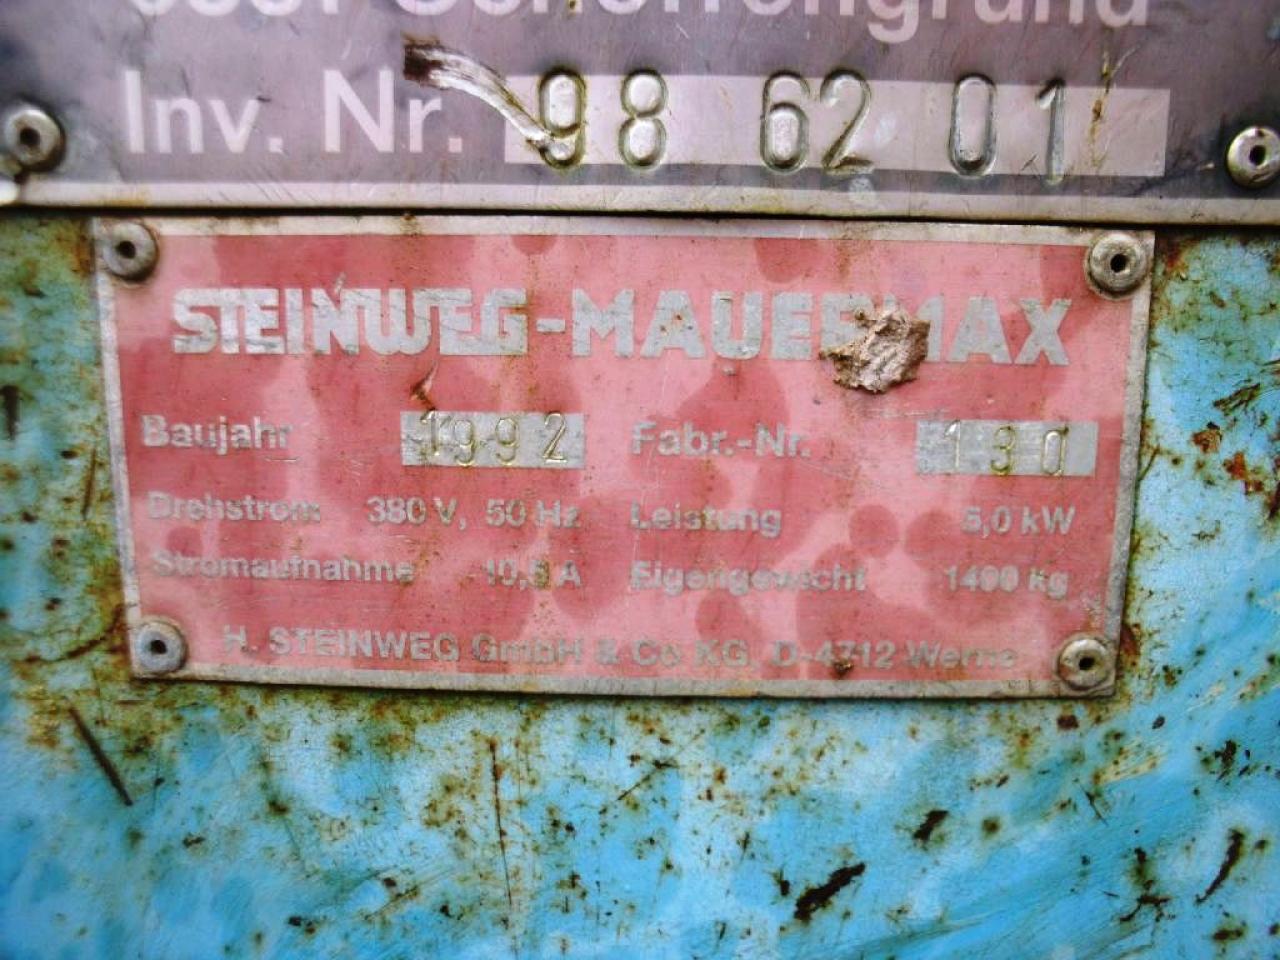 Inv. Nr. 98 62 01
STEINWEG-MAUERMAX
Baujahr 1992 Fabr.-Nr. 130
Drehstrom 380 V, 50 Hz Leistung 5,0 kW
Stromaufnahme 10,5 A Eigengewicht 1400 kg
H. STEINWEG GmbH & Co KG, D-4712 Werne